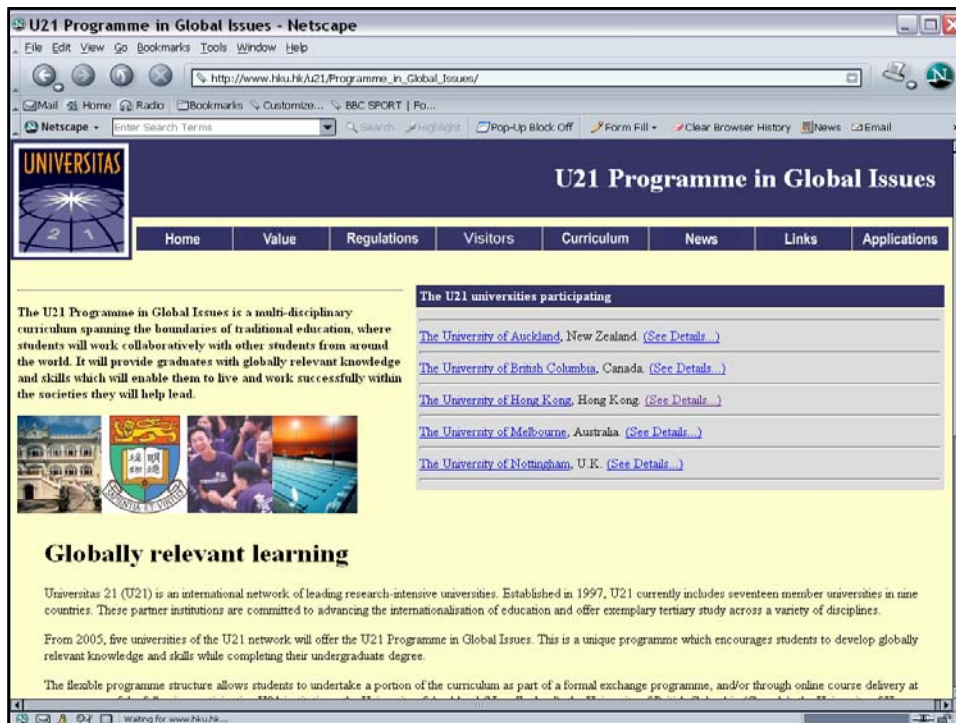 U21 Programme in Global Issues - Netscape
File Edit View Go Bookmarks Tools Window Help
http://www.hku.hk/u21/Programme_in_Global_Issues/
Mail Home Radio Bookmarks Customize... BBC SPORT | Fo...
Netscape Enter Search Terms Search Highlight Pop-Up Block Off Form Fill Clear Browser History News Email
UNIVERSITAS
2 1
U21 Programme in Global Issues
Home Value Regulations Visitors Curriculum News Links Applications
The U21 Programme in Global Issues is a multi-disciplinary
curriculum spanning the boundaries of traditional education, where
students will work collaboratively with other students from around
the world. It will provide graduates with globally relevant knowledge
and skills which will enable them to live and work successfully within
the societies they will help lead.
The U21 universities participating
The University of Auckland, New Zealand. (See Details...)
The University of British Columbia, Canada. (See Details...)
The University of Hong Kong, Hong Kong. (See Details...)
The University of Melbourne, Australia. (See Details...)
The University of Nottingham, U.K. (See Details...)
SAPIENTIA ET VIRTUS
Globally relevant learning
Universitas 21 (U21) is an international network of leading research-intensive universities. Established in 1997, U21 currently includes seventeen member universities in nine
countries. These partner institutions are committed to advancing the internationalisation of education and offer exemplary tertiary study across a variety of disciplines.
From 2005, five universities of the U21 network will offer the U21 Programme in Global Issues. This is a unique programme which encourages students to develop globally
relevant knowledge and skills while completing their undergraduate degree.
The flexible programme structure allows students to undertake a portion of the curriculum as part of a formal exchange programme, and/or through online course delivery at
Waiting for www.hku.hk...